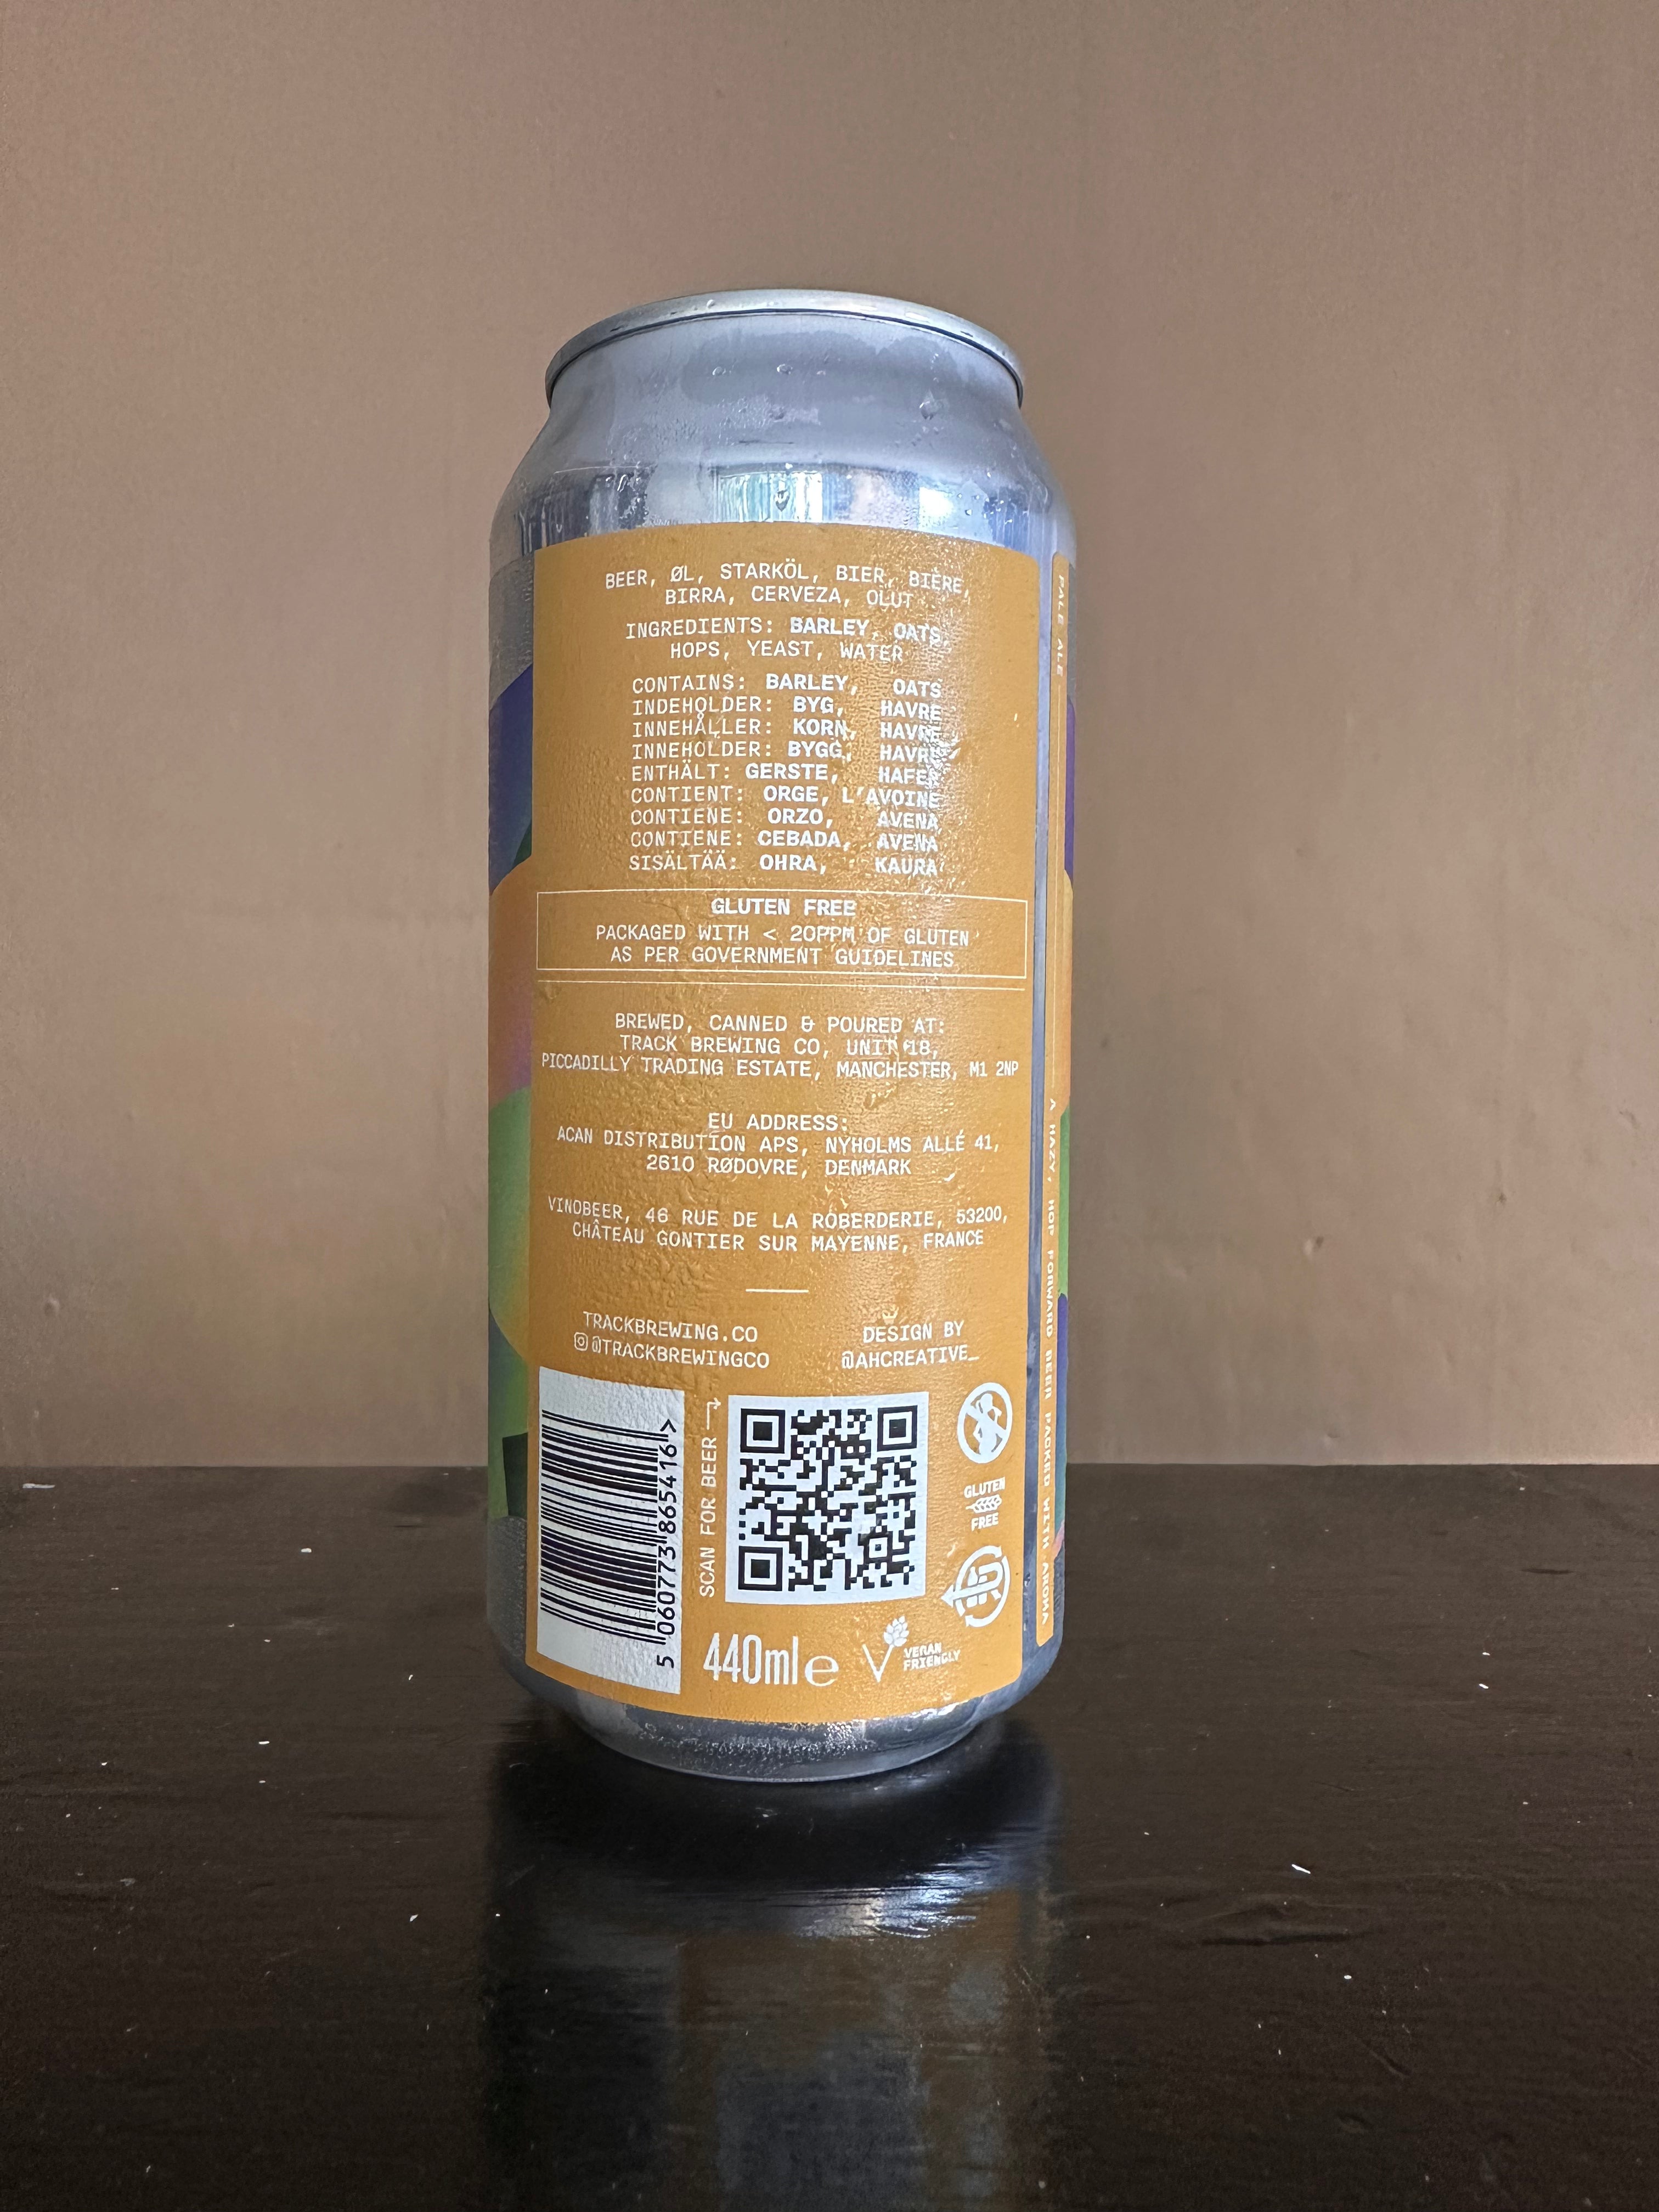 BEER, ØL, STARKÖL, BIER, BIÈRE,
BIRRA, CERVEZA, OLUT
INGREDIENTS: BARLEY, OATS,
HOPS, YEAST, WATER
CONTAINS: BARLEY, OATS
INDEHOLDER: BYG, HAVRE
INNEHÅLLER: KORN, HAVRE
INNEHOLDER: BYGG, HAVRE
ENTHÄLT: GERSTE, HAFER
CONTIENT: ORGE, L'AVOINE
CONTIENE: ORZO, AVENA
CONTIENE: CEBADA, AVENA
SISÄLTÄÄ: OHRA, KAURA
GLUTEN FREE
PACKAGED WITH < 20PPM OF GLUTEN
AS PER GOVERNMENT GUIDELINES
BREWED, CANNED & POURED AT:
TRACK BREWING CO, UNIT 18,
PICCADILLY TRADING ESTATE, MANCHESTER, M1 2NP
EU ADDRESS:
ACAN DISTRIBUTION APS, NYHOLMS ALLÉ 41,
2610 RØDOVRE, DENMARK
VINOBEER, 46 RUE DE LA ROBERDERIE, 53200,
CHÂTEAU GONTIER SUR MAYENNE, FRANCE
TRACKBREWING.CO
@TRACKBREWINGCO
DESIGN BY
@AHCREATIVE_
5 060773 865416 >
SCAN FOR BEER
GLUTEN
FREE
440ml e
VEGAN
FRIENDLY
PALE ALE
A HAZY, HOP FORWARD BEER PACKED WITH AROMA